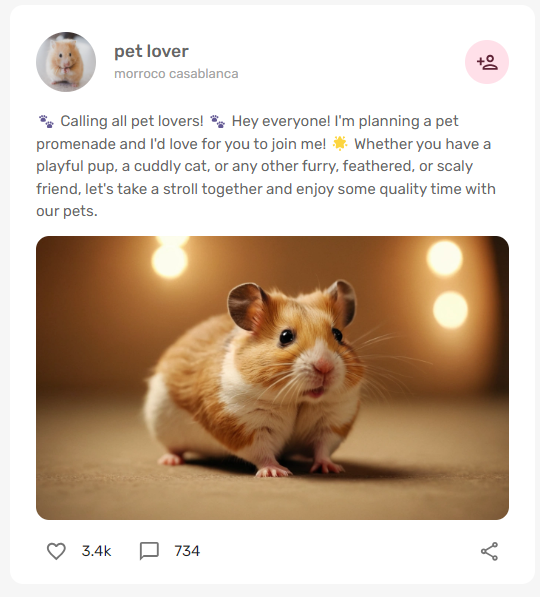 pet lover
morroco casablanca
🐾 Calling all pet lovers! 🐾 Hey everyone! I'm planning a pet
promenade and I'd love for you to join me! 🌟 Whether you have a
playful pup, a cuddly cat, or any other furry, feathered, or scaly
friend, let's take a stroll together and enjoy some quality time with
our pets.
3.4k 734